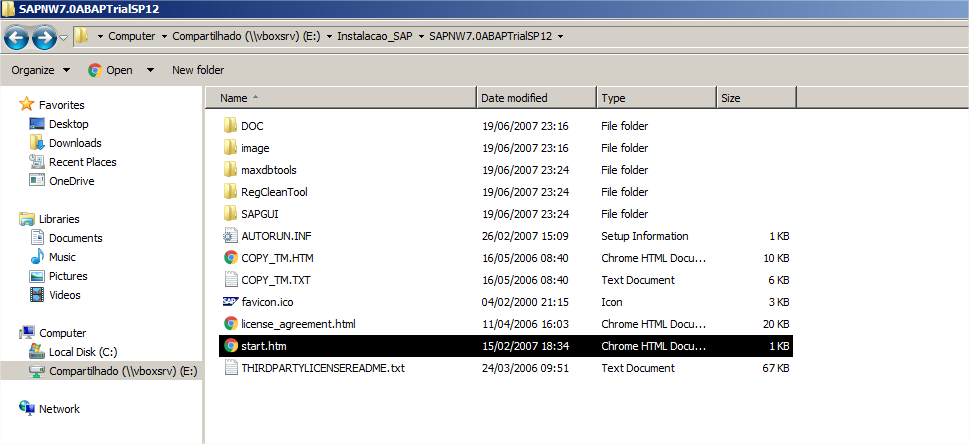 SAPNW7.0ABAPTrialSP12
Computer Compartilhado (\\vboxsrv) (E:) Instalacao_SAP SAPNW7.0ABAPTrialSP12
Organize Open New folder
Favorites
Desktop
Downloads
Recent Places
OneDrive
Libraries
Documents
Music
Pictures
Videos
Computer
Local Disk (C:)
Compartilhado (\\vboxsrv) (E:)
Network
Name Date modified Type Size
DOC 19/06/2007 23:16 File folder
image 19/06/2007 23:16 File folder
maxdbtools 19/06/2007 23:24 File folder
RegCleanTool 19/06/2007 23:24 File folder
SAPGUI 19/06/2007 23:24 File folder
AUTORUN.INF 26/02/2007 15:09 Setup Information 1 KB
COPY_TM.HTM 16/05/2006 08:40 Chrome HTML Docu... 10 KB
COPY_TM.TXT 16/05/2006 08:40 Text Document 6 KB
SAP favicon.ico 04/02/2000 21:15 Icon 3 KB
license_agreement.html 11/04/2006 16:03 Chrome HTML Docu... 20 KB
start.htm 15/02/2007 18:34 Chrome HTML Docu... 1 KB
THIRDPARTYLICENSEREADME.txt 24/03/2006 09:51 Text Document 67 KB